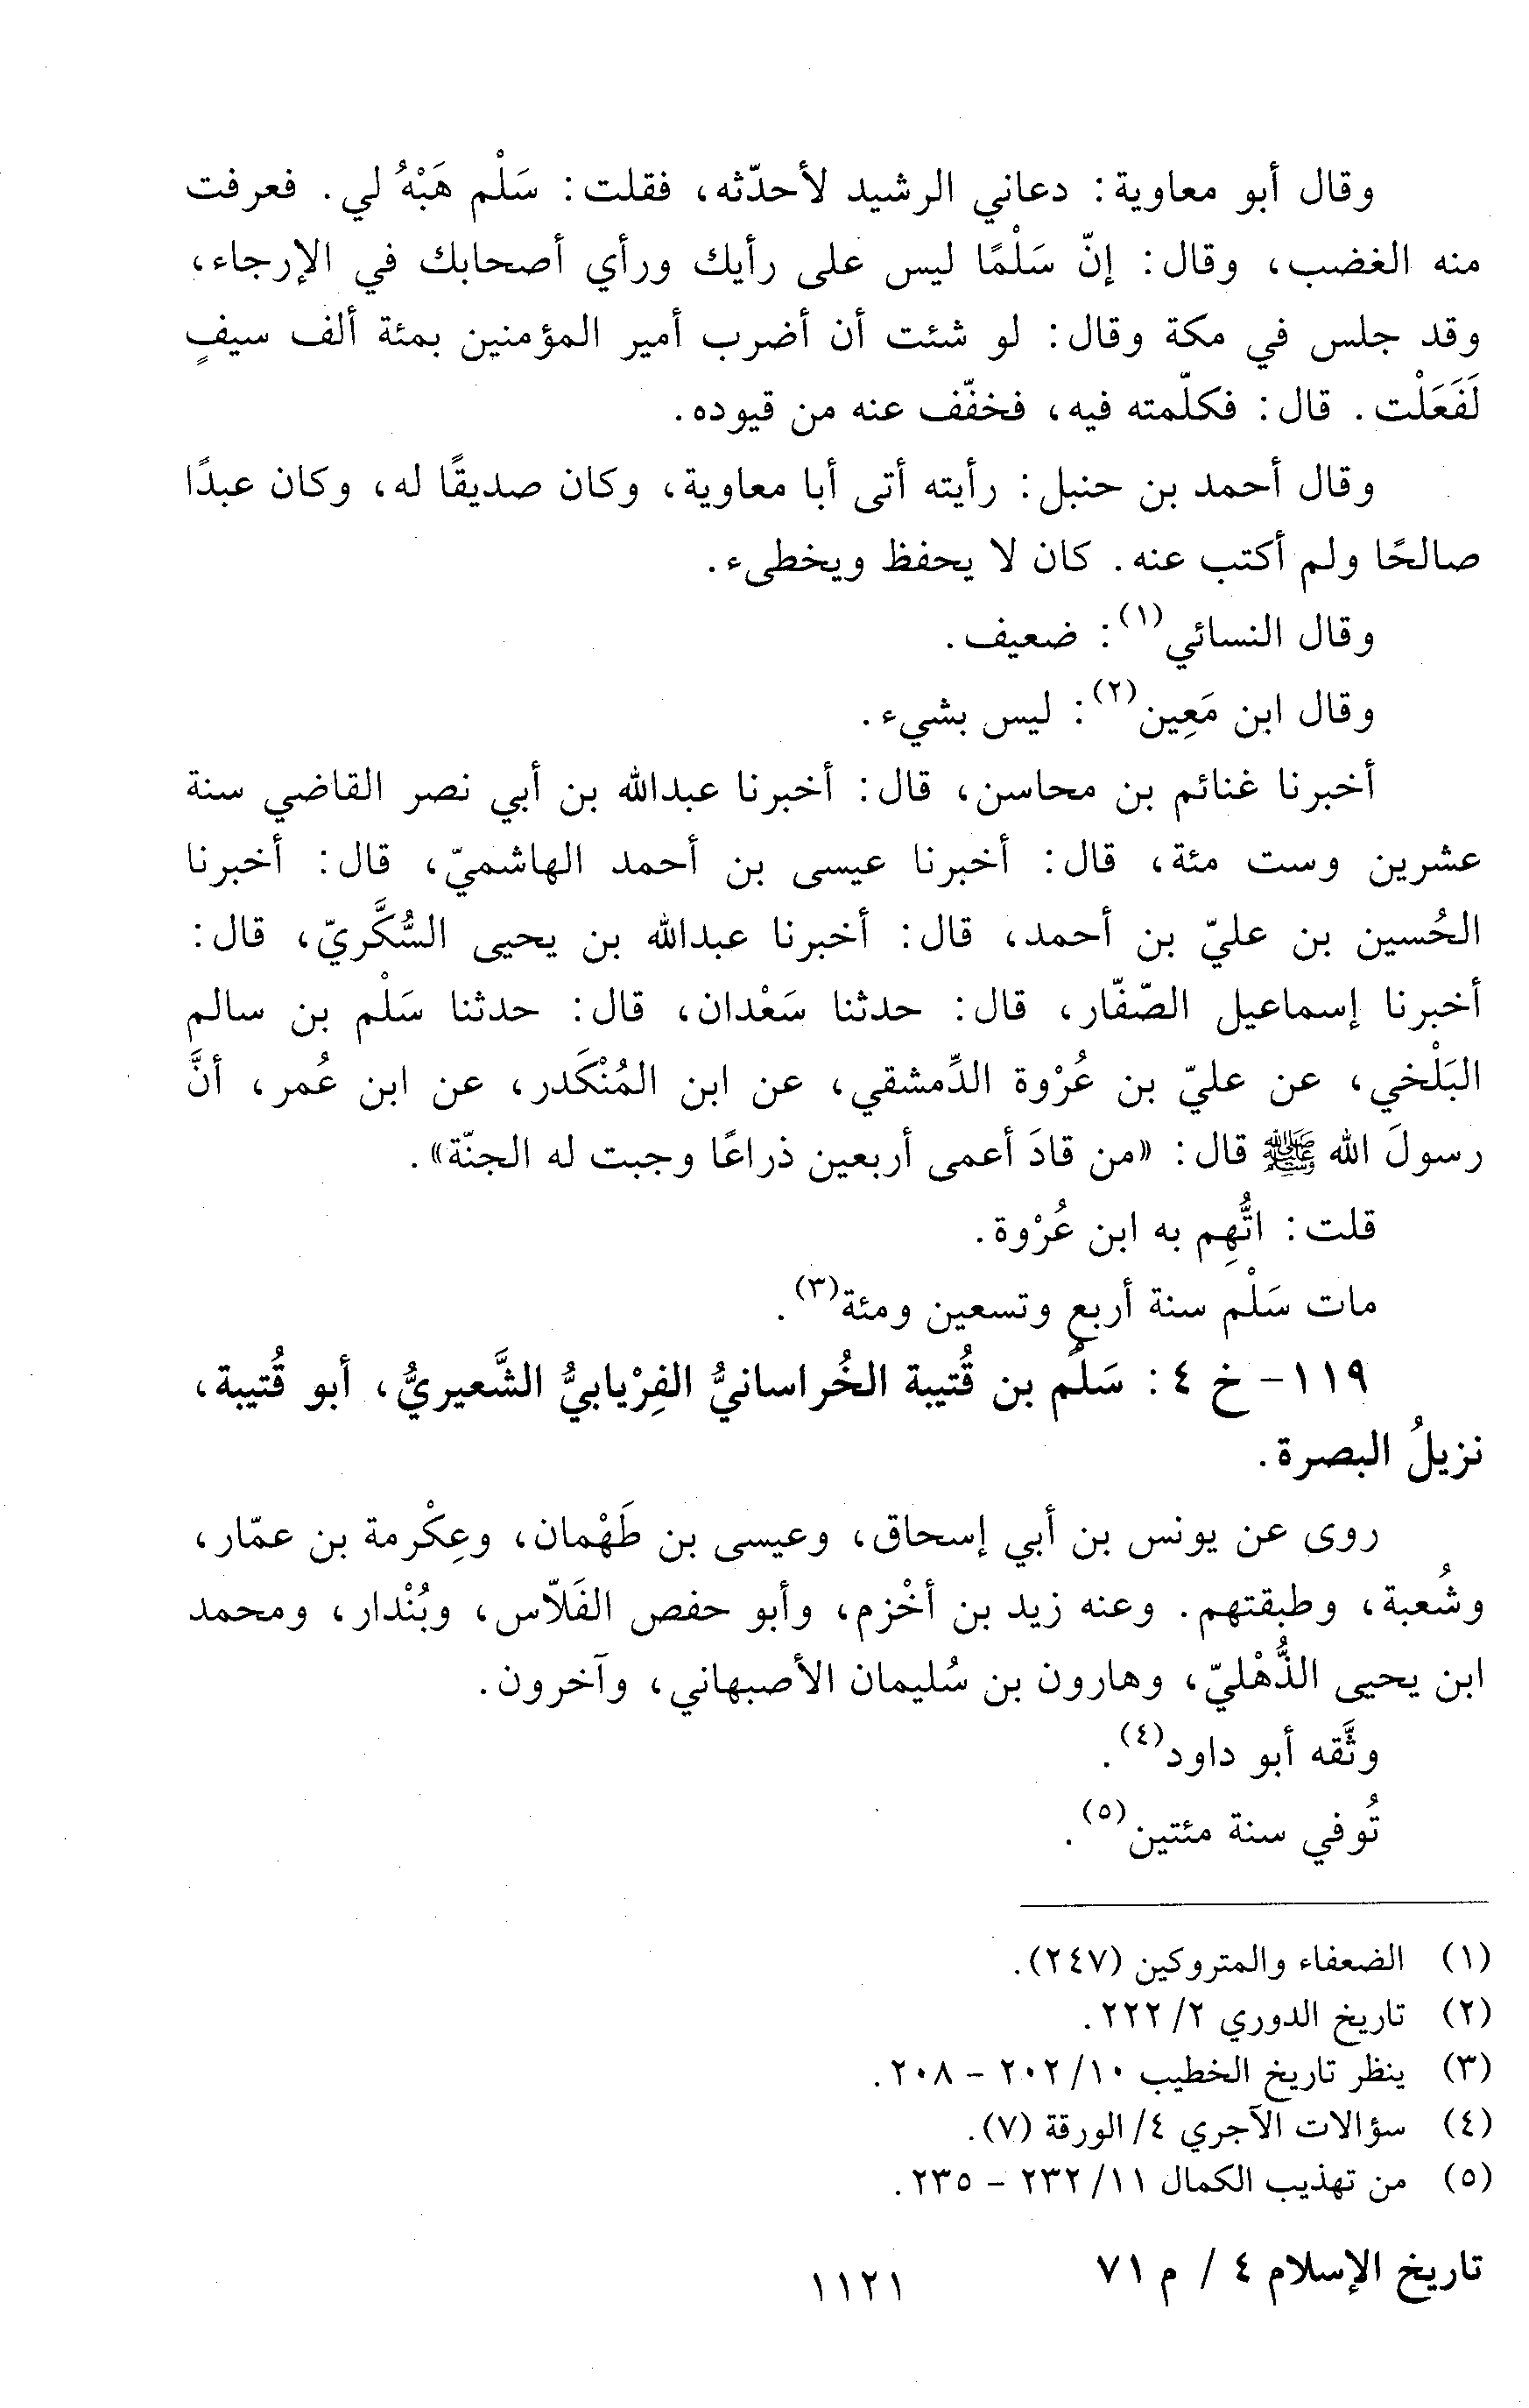 وقال أبو معاوية: دعاني الرشيد لأحدّثه، فقلت: سَلْم هَبْهُ لي. فعرفت
منه الغضب، وقال: إنّ سَلْمًا ليس على رأيك ورأي أصحابك في الإرجاء،
وقد جلس في مكة وقال: لو شئت أن أضرب أمير المؤمنين بمئة ألف سيفٍ
لَفَعَلْت. قال: فكلّمته فيه، فخفّف عنه من قيوده.
وقال أحمد بن حنبل: رأيته أتى أبا معاوية، وكان صديقًا له، وكان عبدًا
صالحًا ولم أكتب عنه. كان لا يحفظ ويخطىء.
وقال النسائي(١): ضعيف.
وقال ابن مَعِين(٢): ليس بشيء.
أخبرنا غنائم بن محاسن، قال: أخبرنا عبدالله بن أبي نصر القاضي سنة
عشرين وست مئة، قال: أخبرنا عيسى بن أحمد الهاشميّ، قال: أخبرنا
الحُسين بن عليّ بن أحمد، قال: أخبرنا عبدالله بن يحيى السُّكَّريّ، قال:
أخبرنا إسماعيل الصّفّار، قال: حدثنا سَعْدان، قال: حدثنا سَلْم بن سالم
البَلْخي، عن عليّ بن عُرْوة الدِّمشقي، عن ابن المُنْكَدر، عن ابن عُمر، أنَّ
رسولَ الله ﷺ قال: «من قادَ أعمى أربعين ذراعًا وجبت له الجنّة».
قلت: اتُّهِم به ابن عُرْوة.
مات سَلْم سنة أربعٍ وتسعين ومئة(٣).
١١٩- خ ٤: سَلْم بن قُتيبة الخُراسانيُّ الفِرْيابيُّ الشَّعيريُّ، أبو قُتيبة،
نزيلُ البصرة.
روى عن يونس بن أبي إسحاق، وعيسى بن طَهْمان، وعِكْرمة بن عمّار،
وشُعبة، وطبقتهم. وعنه زيد بن أخْزم، وأبو حفص الفَلاّس، وبُنْدار، ومحمد
ابن يحيى الذُّهْليّ، وهارون بن سُليمان الأصبهاني، وآخرون.
وثَّقه أبو داود(٤).
تُوفي سنة مئتين(٥).
(١) الضعفاء والمتروكين (٢٤٧).
(٢) تاريخ الدوري ٢/ ٢٢٢.
(٣) ينظر تاريخ الخطيب ١٠/ ٢٠٢ - ٢٠٨.
(٤) سؤالات الآجري ٤/ الورقة (٧).
(٥) من تهذيب الكمال ١١/ ٢٣٢ - ٢٣٥.
تاريخ الإسلام ٤ / م ٧١
١١٢١